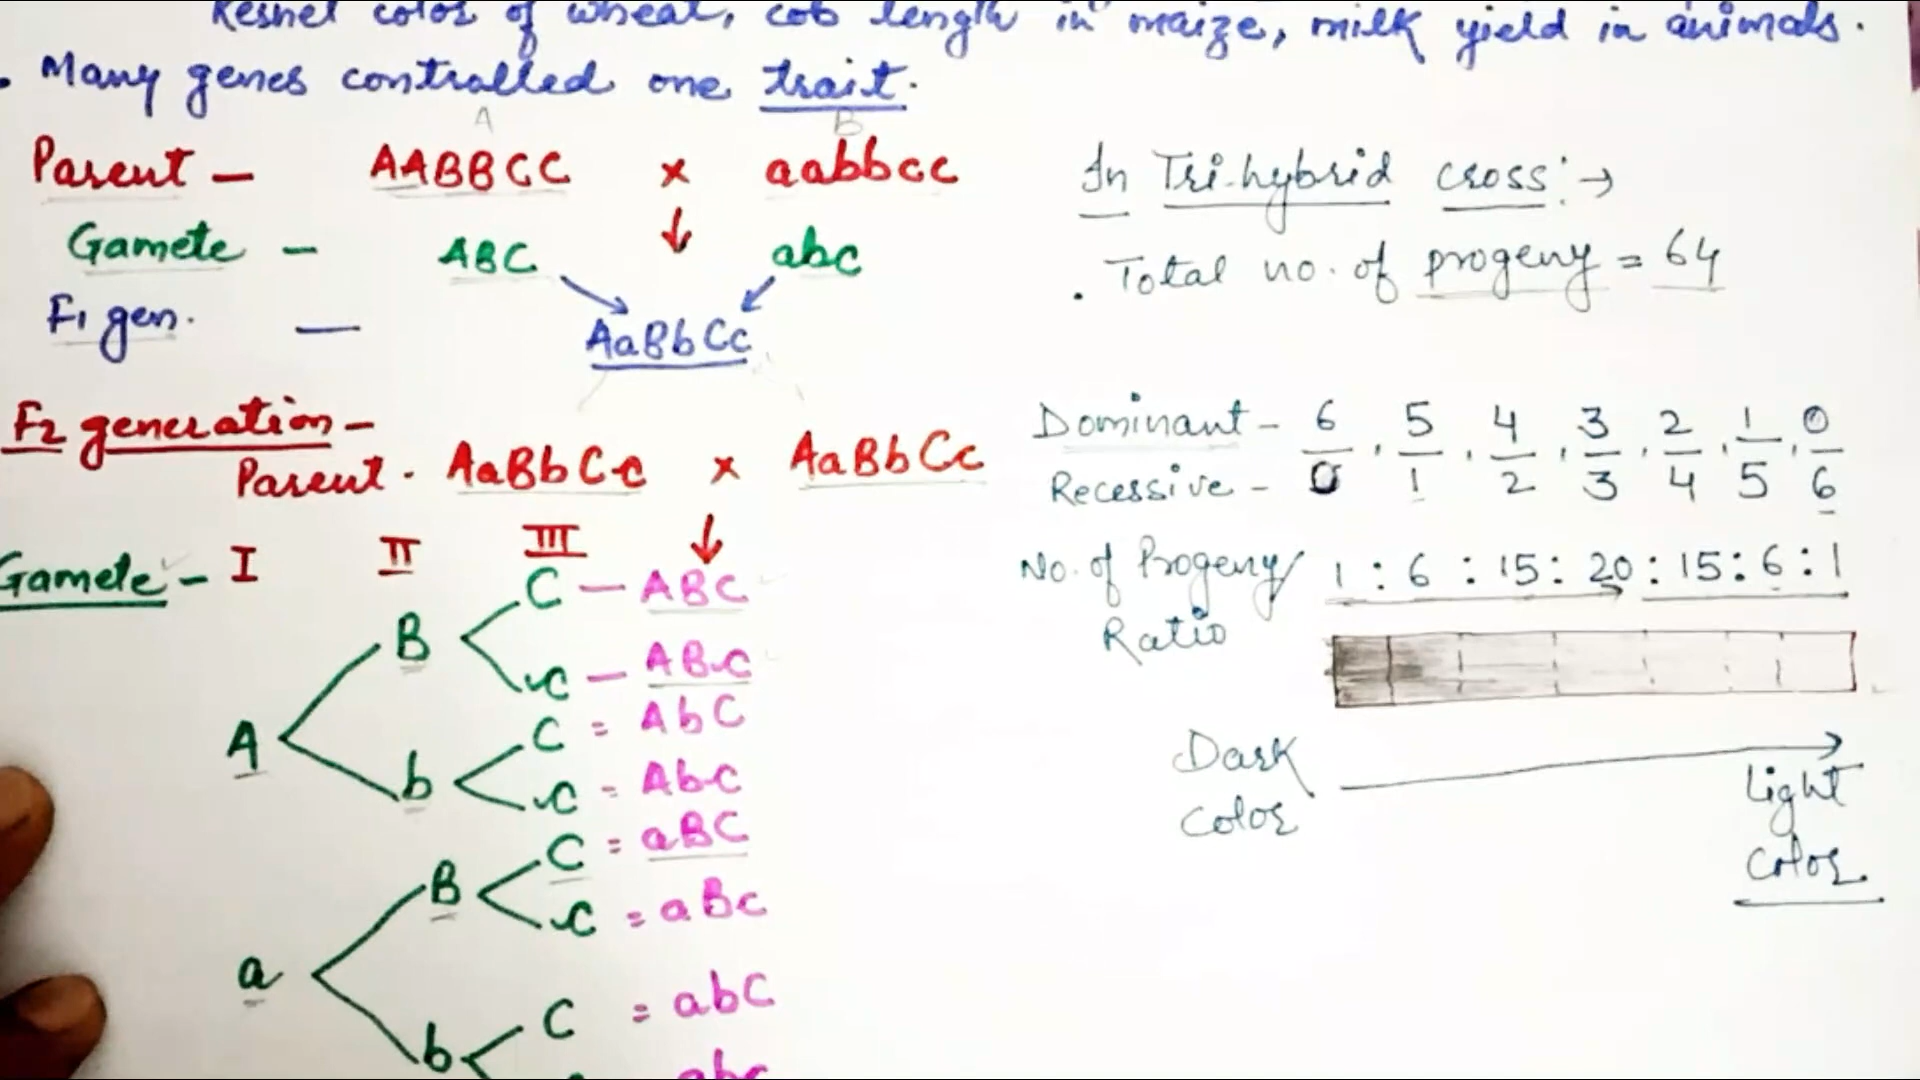 Kernel color of wheat, cob length in maize, milk yield in animals.
. Many genes controlled one trait.
A B
Parent - AABBCC x aabbcc
Gamete - ABC abc
F1 gen. - AaBbCc
F2 generation -
Parent. AaBbCc x AaBbCc
Gamete - I II III
A
B
C - ABC
c - ABc
b
C = AbC
c = Abc
a
B
C = aBC
c = aBc
b
C = abC
abc
In Tri-hybrid cross :→
. Total no. of progeny = 64
Dominant - 6 , 5 , 4 , 3 , 2 , 1 , 0
Recessive - 0 1 2 3 4 5 6
No. of Progeny/ 1 : 6 : 15 : 20 : 15 : 6 : 1
Ratio
Dark
color
Light
color.